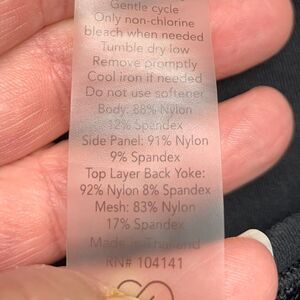 Gentle cycle
Only non-chlorine
bleach when needed
Tumble dry low
Remove promptly
Cool iron if needed
Do not use softener
Body: 88% Nylon
12% Spandex
Side Panel: 91% Nylon
9% Spandex
Top Layer Back Yoke:
92% Nylon 8% Spandex
Mesh: 83% Nylon
17% Spandex
Made in Thailand
RN# 104141